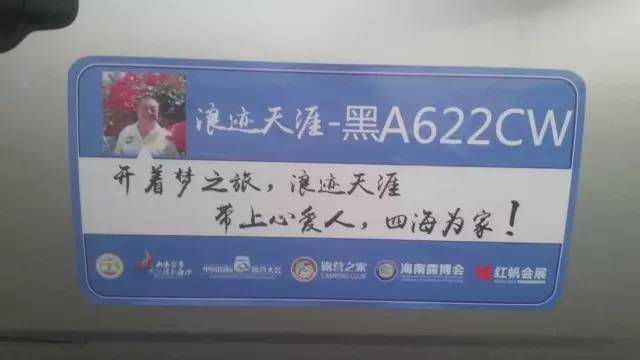 浪迹天涯-黑A622CW
开着梦之旅，浪迹天涯
带上心爱人，四海为家！
露营之家
CAMPING CLUB
海南露博会
红帆会展